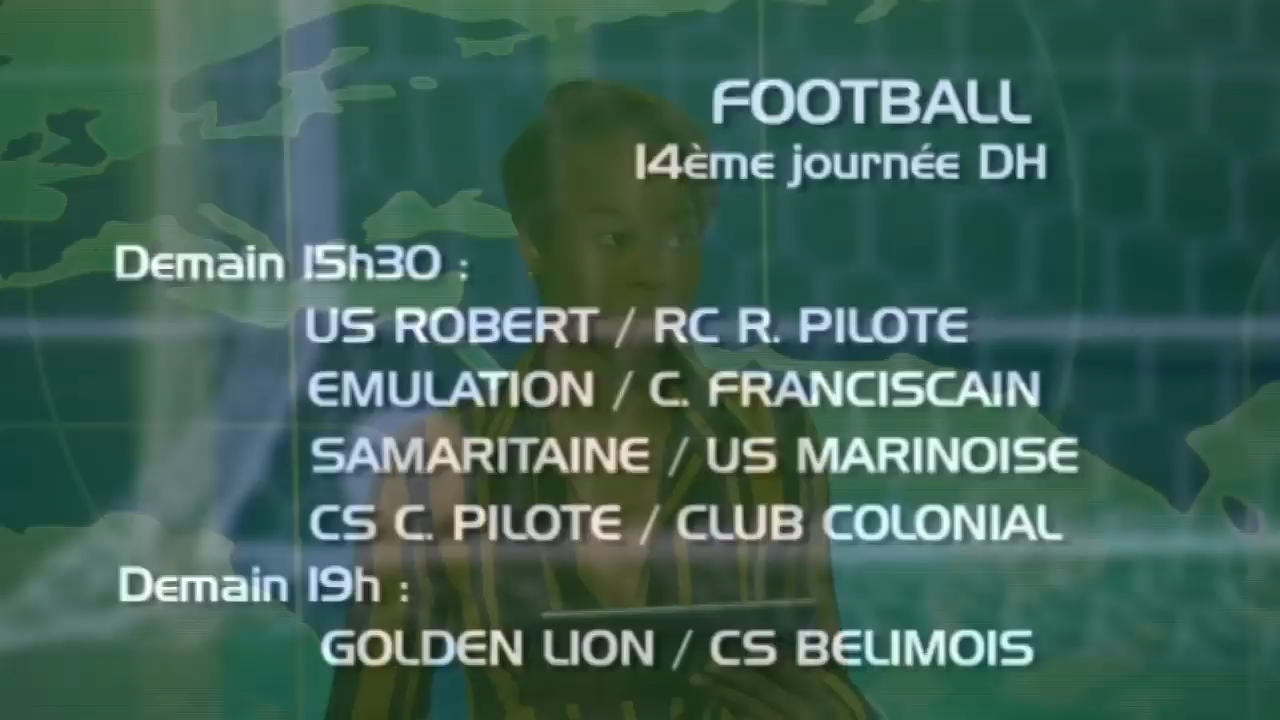 FOOTBALL
14ème journée DH
Demain 15h30 :
US ROBERT / RC R. PILOTE
EMULATION / C. FRANCISCAIN
SAMARITAINE / US MARINOISE
CS C. PILOTE / CLUB COLONIAL
Demain 19h :
GOLDEN LION / CS BELIMOIS